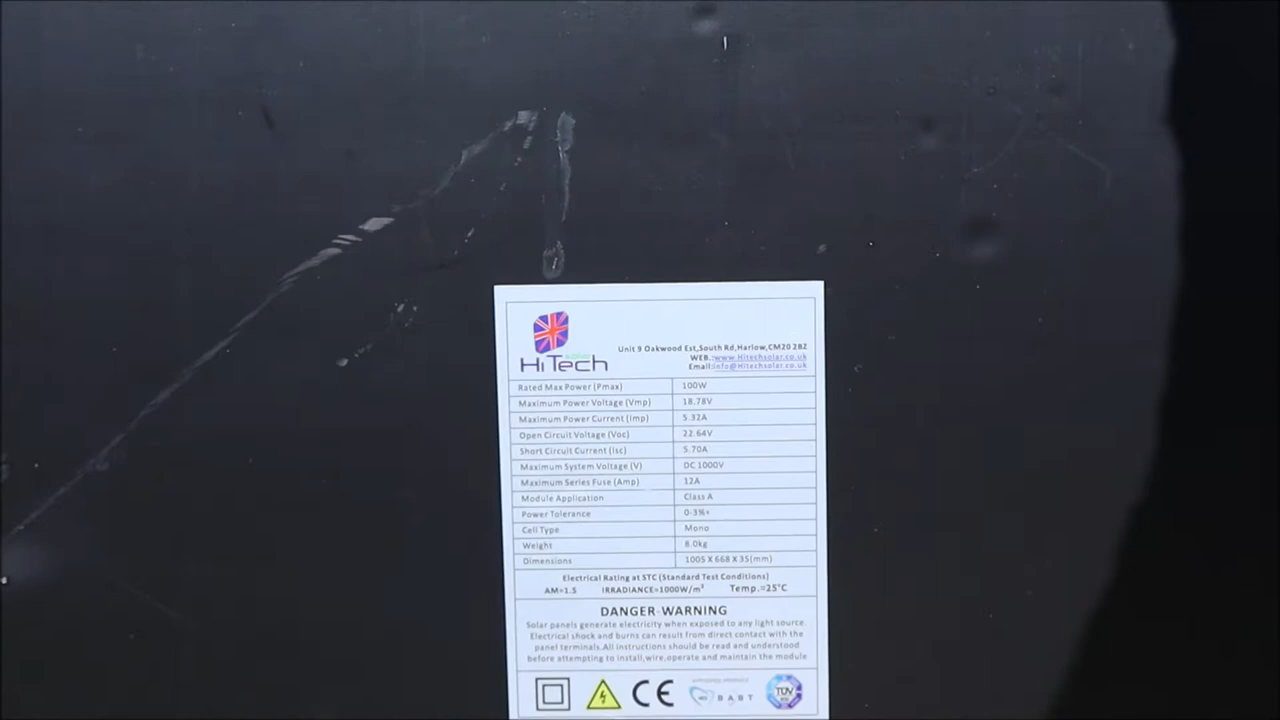 Unit 9 Oakwood Est,South Rd,Harlow,CM20 2BZ
WEB.:www.Hitechsolar.co.uk
Email:info@Hitechsolar.co.uk
HiTech
Rated Max Power (Pmax) 100W
Maximum Power Voltage (Vmp) 18.78V
Maximum Power Current (Imp) 5.32A
Open Circuit Voltage (Voc) 22.64V
Short Circuit Current (Isc) 5.70A
Maximum System Voltage (V) DC 1000V
Maximum Series Fuse (Amp) 12A
Module Application Class A
Power Tolerance 0-3%+
Cell Type Mono
Weight 8.0kg
Dimensions 1005 X 668 X 35(mm)
Electrical Rating at STC (Standard Test Conditions)
AM=1.5 IRRADIANCE=1000W/m² Temp.=25°C
DANGER-WARNING
Solar panels generate electricity when exposed to any light source.
Electrical shock and burns can result from direct contact with the
panel terminals.All instructions should be read and understood
before attempting to install,wire,operate and maintain the module
CE BABT TÜV